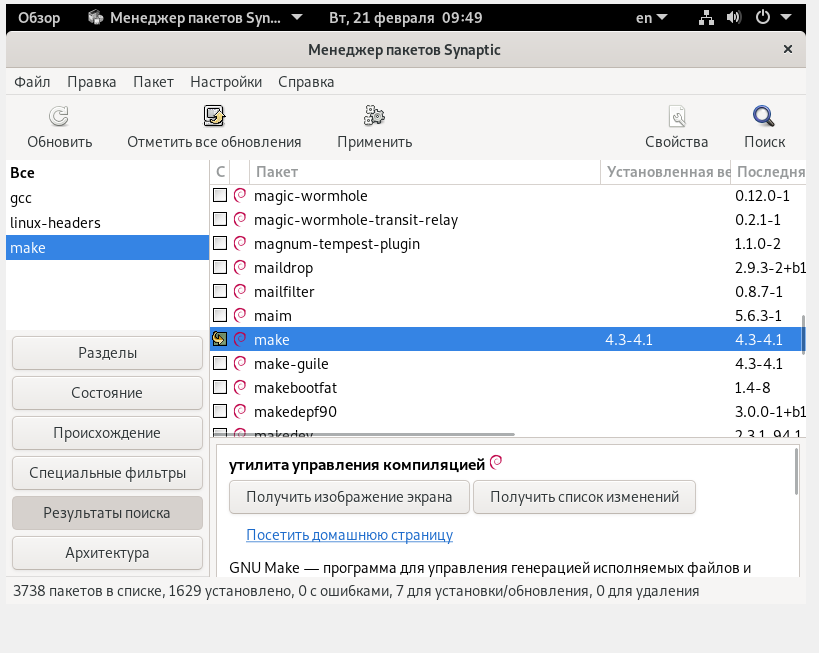 Обзор Менеджер пакетов Syn... Вт, 21 февраля 09:49 en
Менеджер пакетов Synaptic ×
Файл Правка Пакет Настройки Справка
Обновить Отметить все обновления Применить Свойства Поиск
Все
gcc
linux-headers
make
С Пакет Установленная ве Последня
magic-wormhole 0.12.0-1
magic-wormhole-transit-relay 0.2.1-1
magnum-tempest-plugin 1.1.0-2
maildrop 2.9.3-2+b1
mailfilter 0.8.7-1
maim 5.6.3-1
make 4.3-4.1 4.3-4.1
make-guile 4.3-4.1
makebootfat 1.4-8
makedepf90 3.0.0-1+b1
makedev 2.3.1-94.1
Разделы
Состояние
Происхождение
Специальные фильтры
Результаты поиска
Архитектура
утилита управления компиляцией
Получить изображение экрана Получить список изменений
Посетить домашнюю страницу
GNU Make — программа для управления генерацией исполняемых файлов и
3738 пакетов в списке, 1629 установлено, 0 с ошибками, 7 для установки/обновления, 0 для удаления